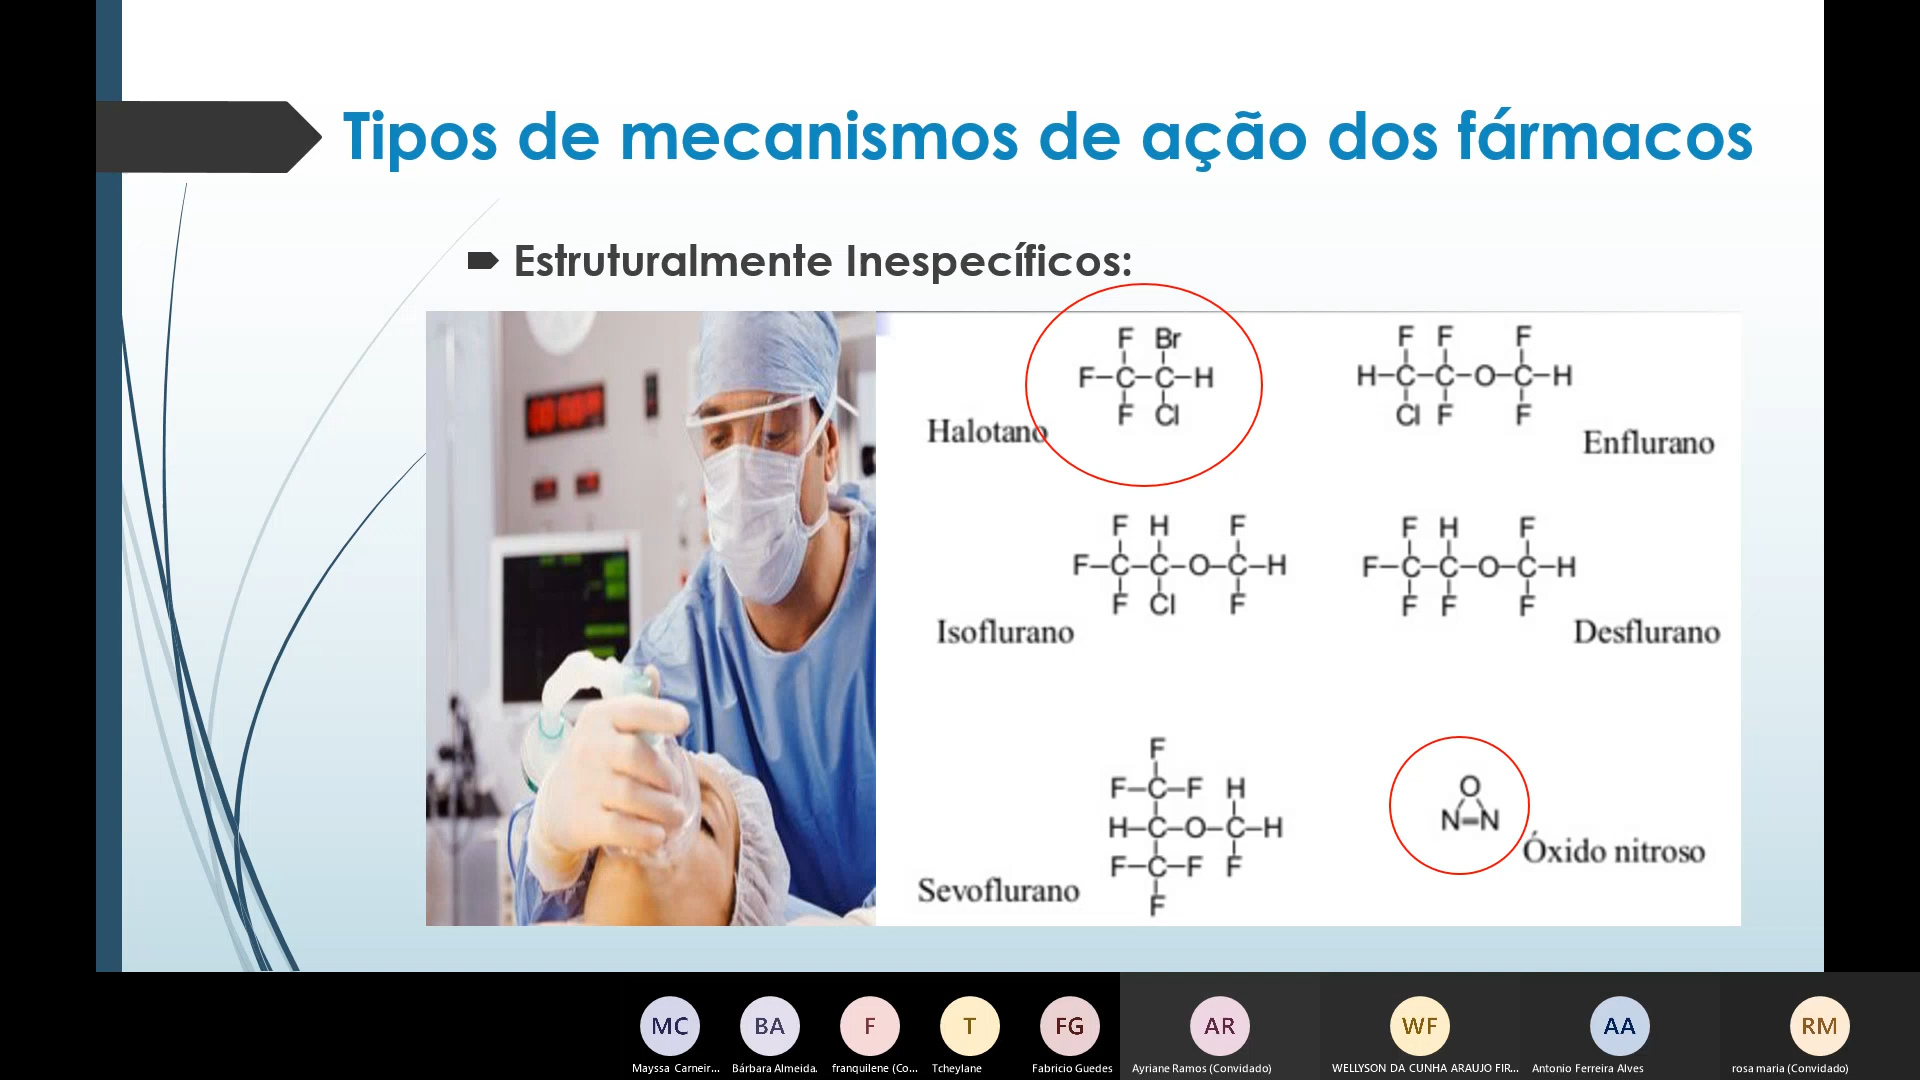 Tipos de mecanismos de ação dos fármacos
Estruturalmente Inespecíficos:
F Br
F-C-C-H
F Cl
Halotano
F F F
H-C-C-O-C-H
Cl F F
Enflurano
F H F
F-C-C-O-C-H
F Cl F
Isoflurano
F H F
F-C-C-O-C-H
F F F
Desflurano
F
F-C-F H
H-C-O-C-H
F-C-F F
F
Sevoflurano
O
N=N
Óxido nitroso
MC
BA
F
T
FG
AR
WF
AA
RM
Mayssa Carneir...
Bárbara Almeida.
franquilene (Co...
Tcheylane
Fabricio Guedes
Ayriane Ramos (Convidado)
WELLYSON DA CUNHA ARAUJO FIR...
Antonio Ferreira Alves
rosa maria (Convidado)